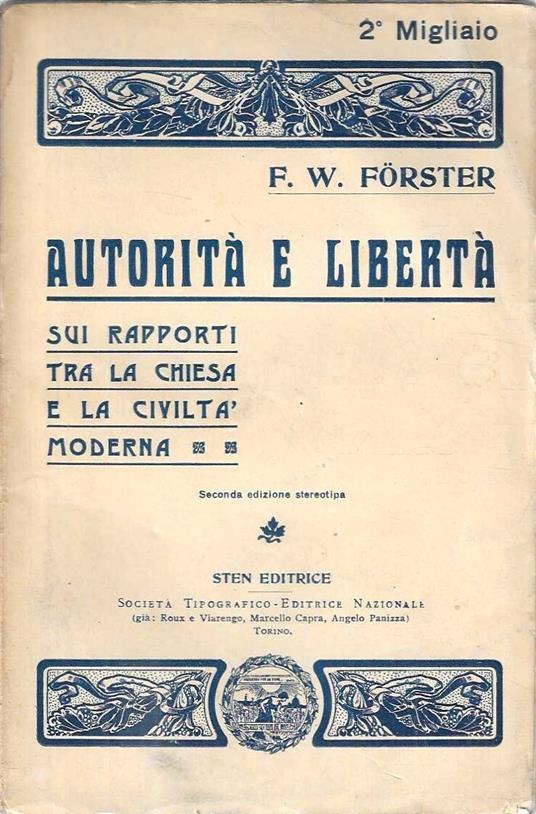 2° Migliaio
F. W. FÖRSTER
AUTORITÀ E LIBERTÀ
SUI RAPPORTI
TRA LA CHIESA
E LA CIVILTA'
MODERNA
Seconda edizione stereotipa
STEN EDITRICE
SOCIETÀ TIPOGRAFICO-EDITRICE NAZIONALE
(già: Roux e Viarengo, Marcello Capra, Angelo Panizza)
TORINO.